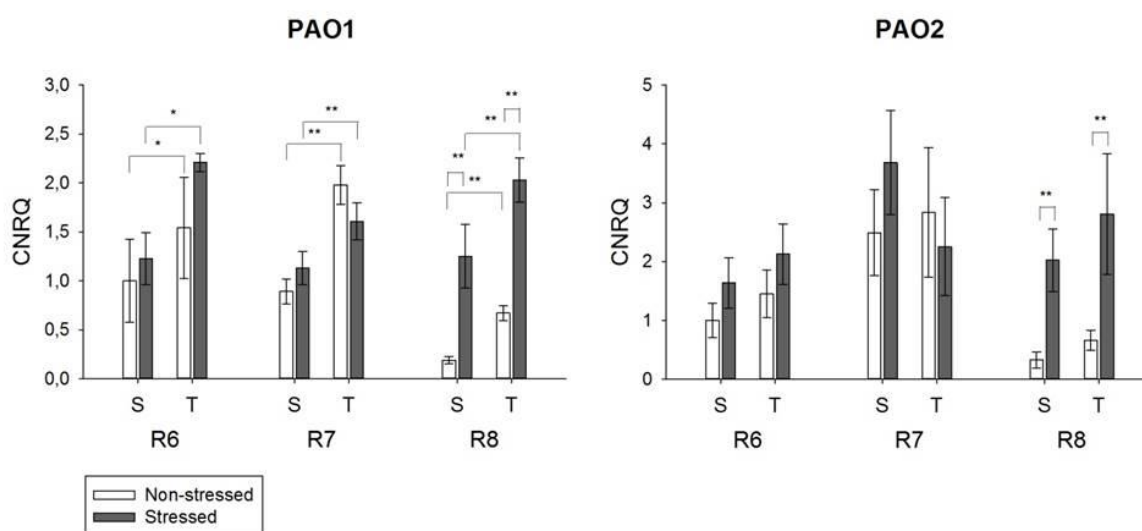 PAO1
CNRQ
3,0
2,5
2,0
1,5
1,0
0,5
0,0
* * ** ** ** ** ** **
S T S T S T
R6 R7 R8
PAO2
CNRQ
5
4
3
2
1
0
** **
S T S T S T
R6 R7 R8
Non-stressed
Stressed